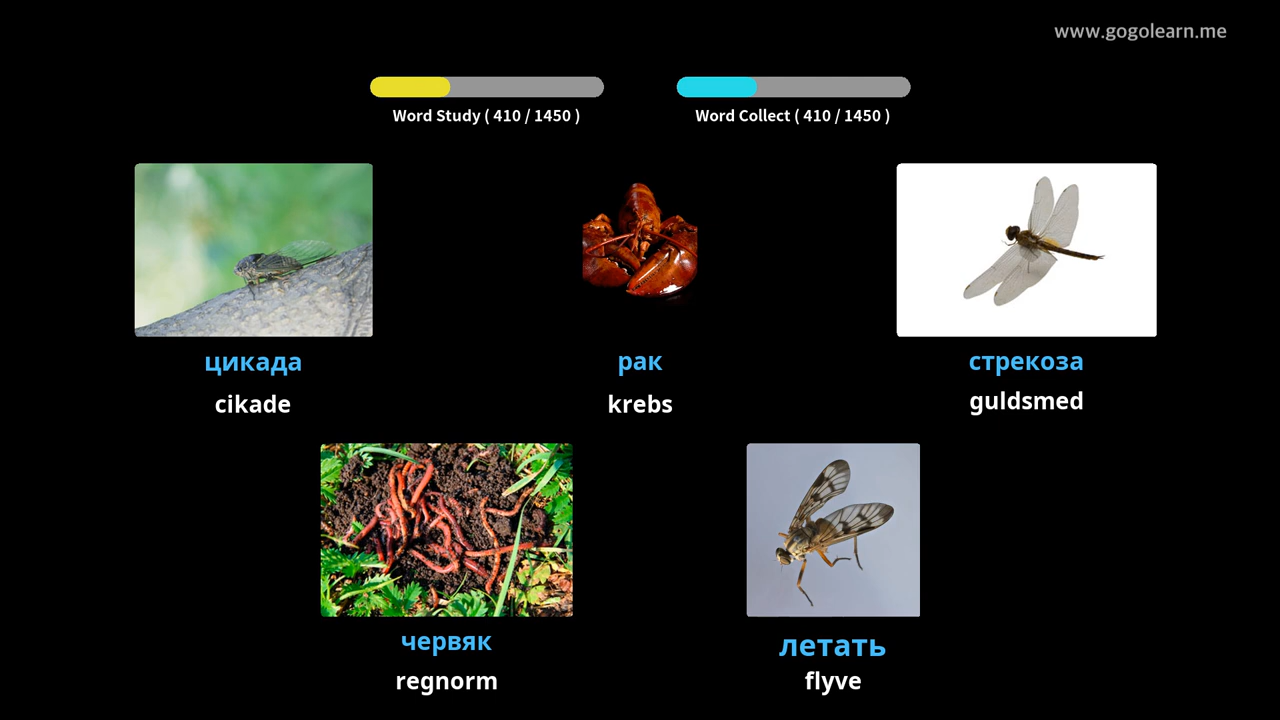 www.gogolearn.me
Word Study ( 410 / 1450 )
Word Collect ( 410 / 1450 )
цикада
cikade
рак
krebs
стрекоза
guldsmed
червяк
regnorm
летать
flyve